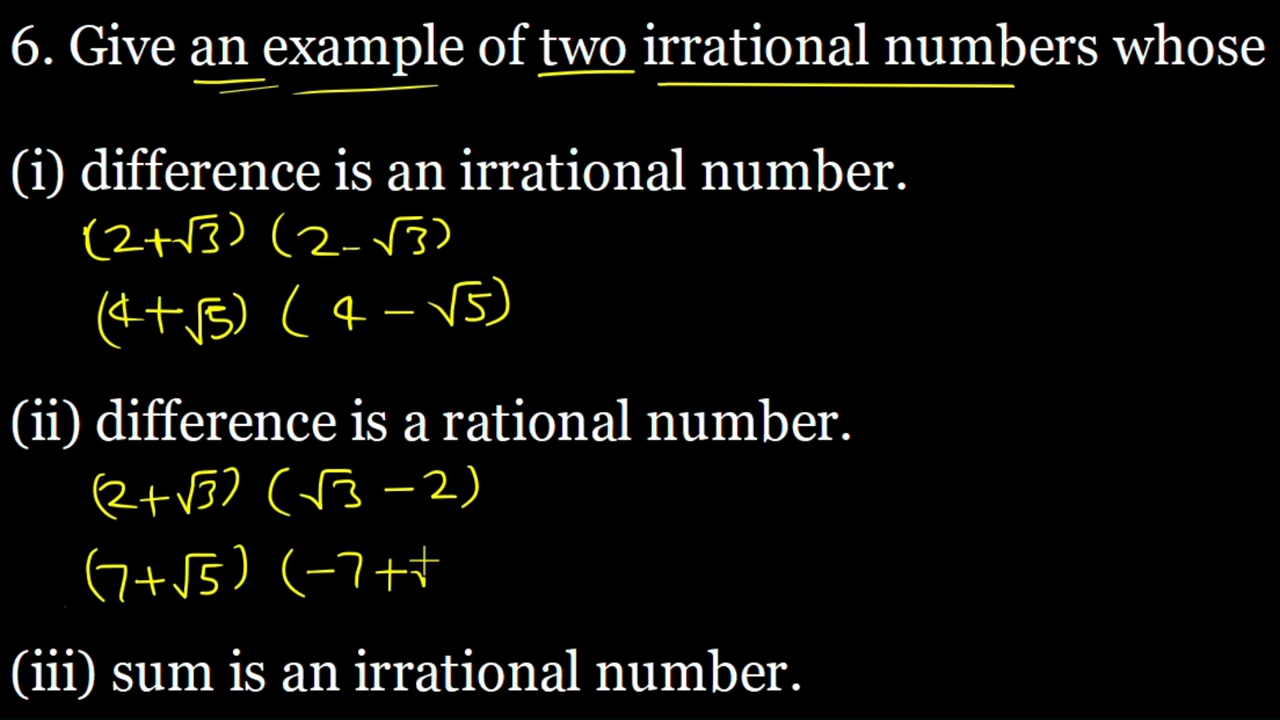 6. Give an example of two irrational numbers whose
(i) difference is an irrational number.
(2+√3) (2-√3)
(4+√5) (4-√5)
(ii) difference is a rational number.
(2+√3) (√3-2)
(7+√5) (-7+√
(iii) sum is an irrational number.